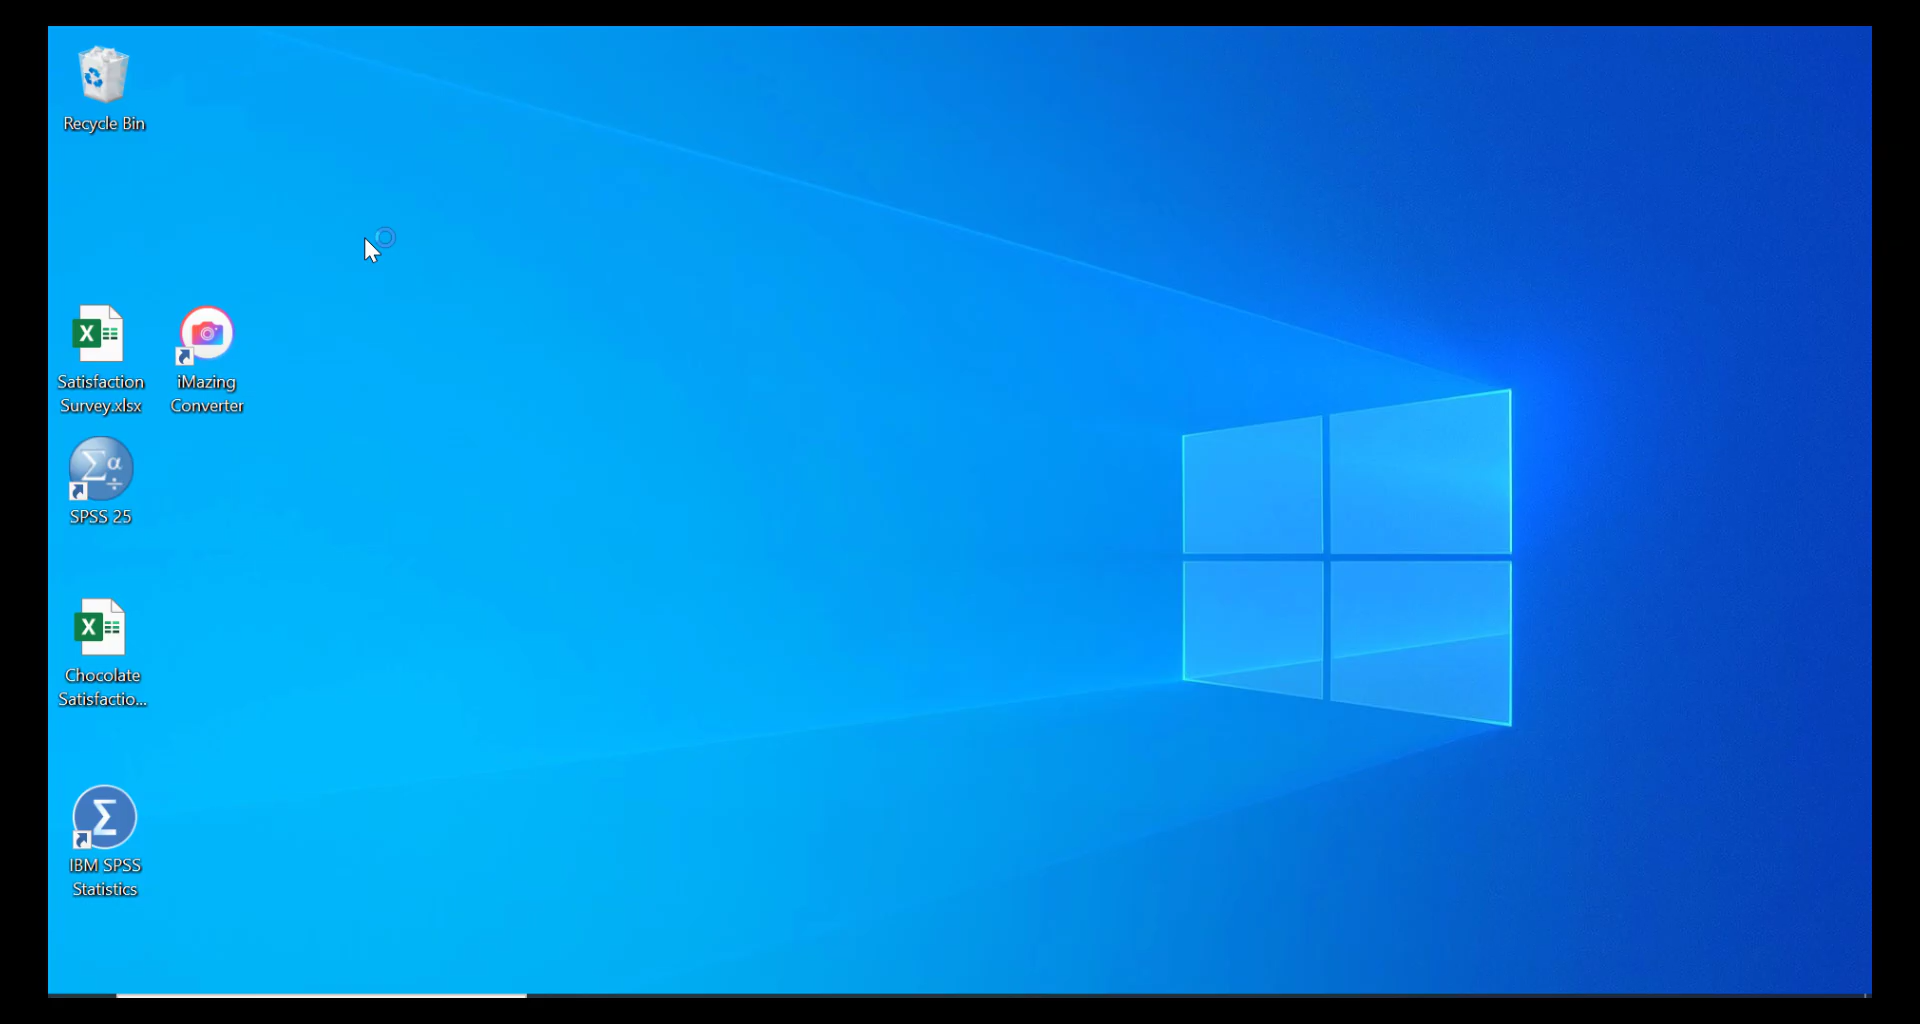 Recycle Bin
Satisfaction
Survey.xlsx
iMazing
Converter
SPSS 25
Chocolate
Satisfactio...
IBM SPSS
Statistics